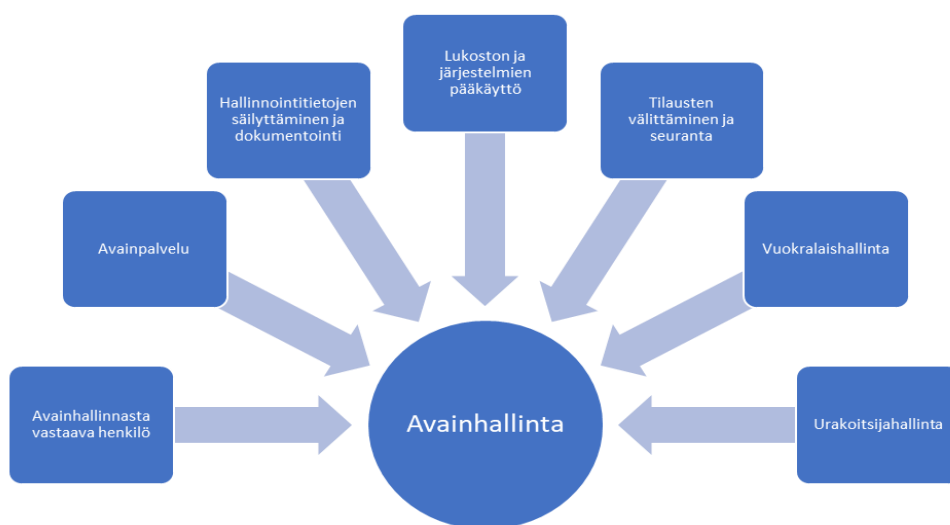 Lukoston ja
järjestelmien
pääkäyttö
Hallinnointitietojen
säilyttäminen ja
dokumentointi
Tilausten
välittäminen ja
seuranta
Avainpalvelu
Vuokralaishallinta
Avainhallinnasta
vastaava henkilö
Avainhallinta
Urakoitsijahallinta